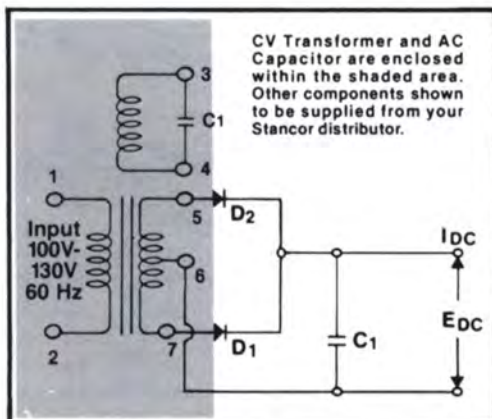 CV Transformer and AC
Capacitor are enclosed
within the shaded area.
Other components shown
to be supplied from your
Stancor distributor.
3
C1
4
1
5
D2
Input
100V-
130V
60 Hz
6
IDC
EDC
C1
2
7
D1